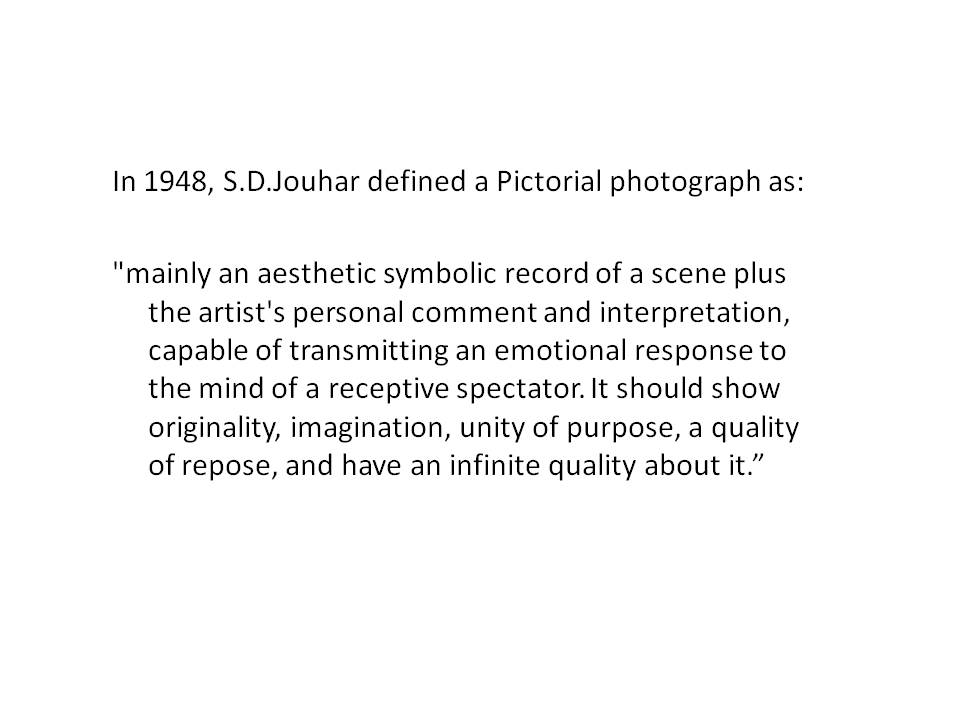 In 1948, S.D.Jouhar defined a Pictorial photograph as:
"mainly an aesthetic symbolic record of a scene plus
the artist's personal comment and interpretation,
capable of transmitting an emotional response to
the mind of a receptive spectator. It should show
originality, imagination, unity of purpose, a quality
of repose, and have an infinite quality about it.”